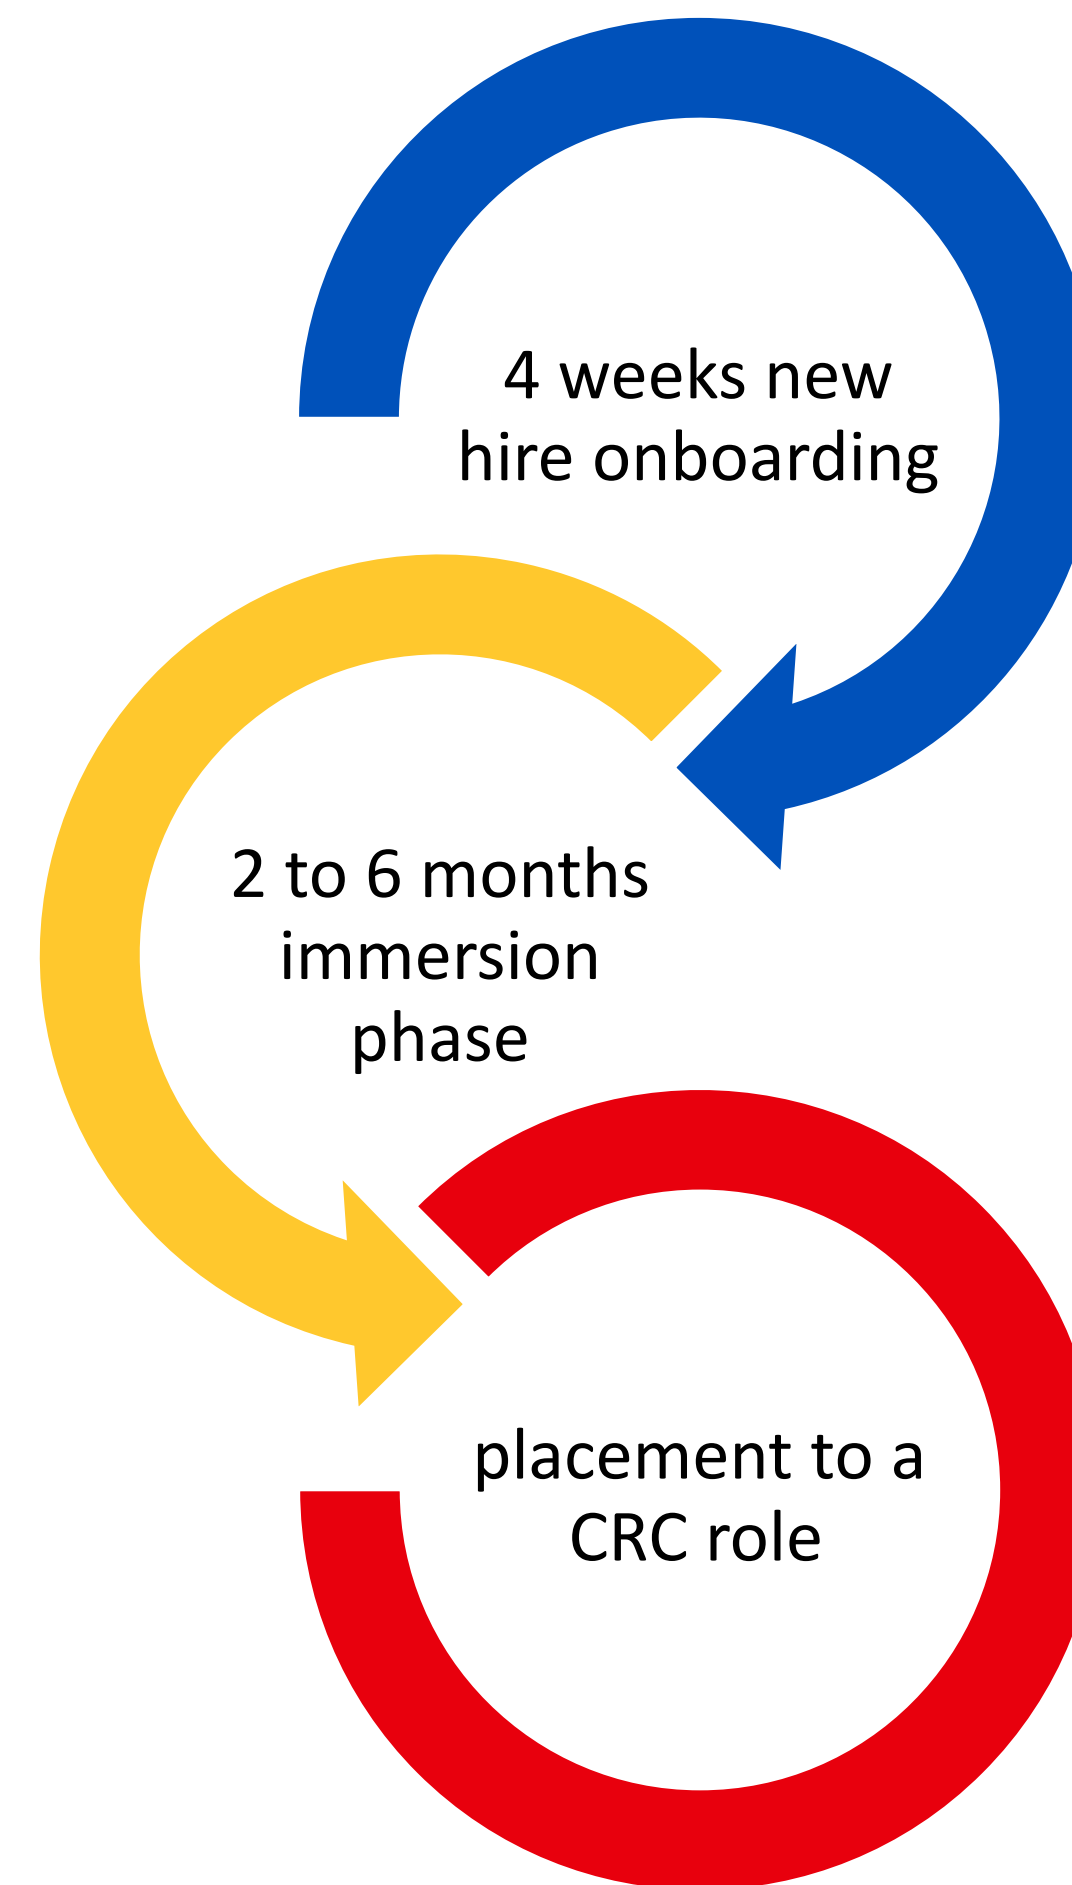 4 weeks new
hire onboarding
2 to 6 months
immersion
phase
placement to a
CRC role